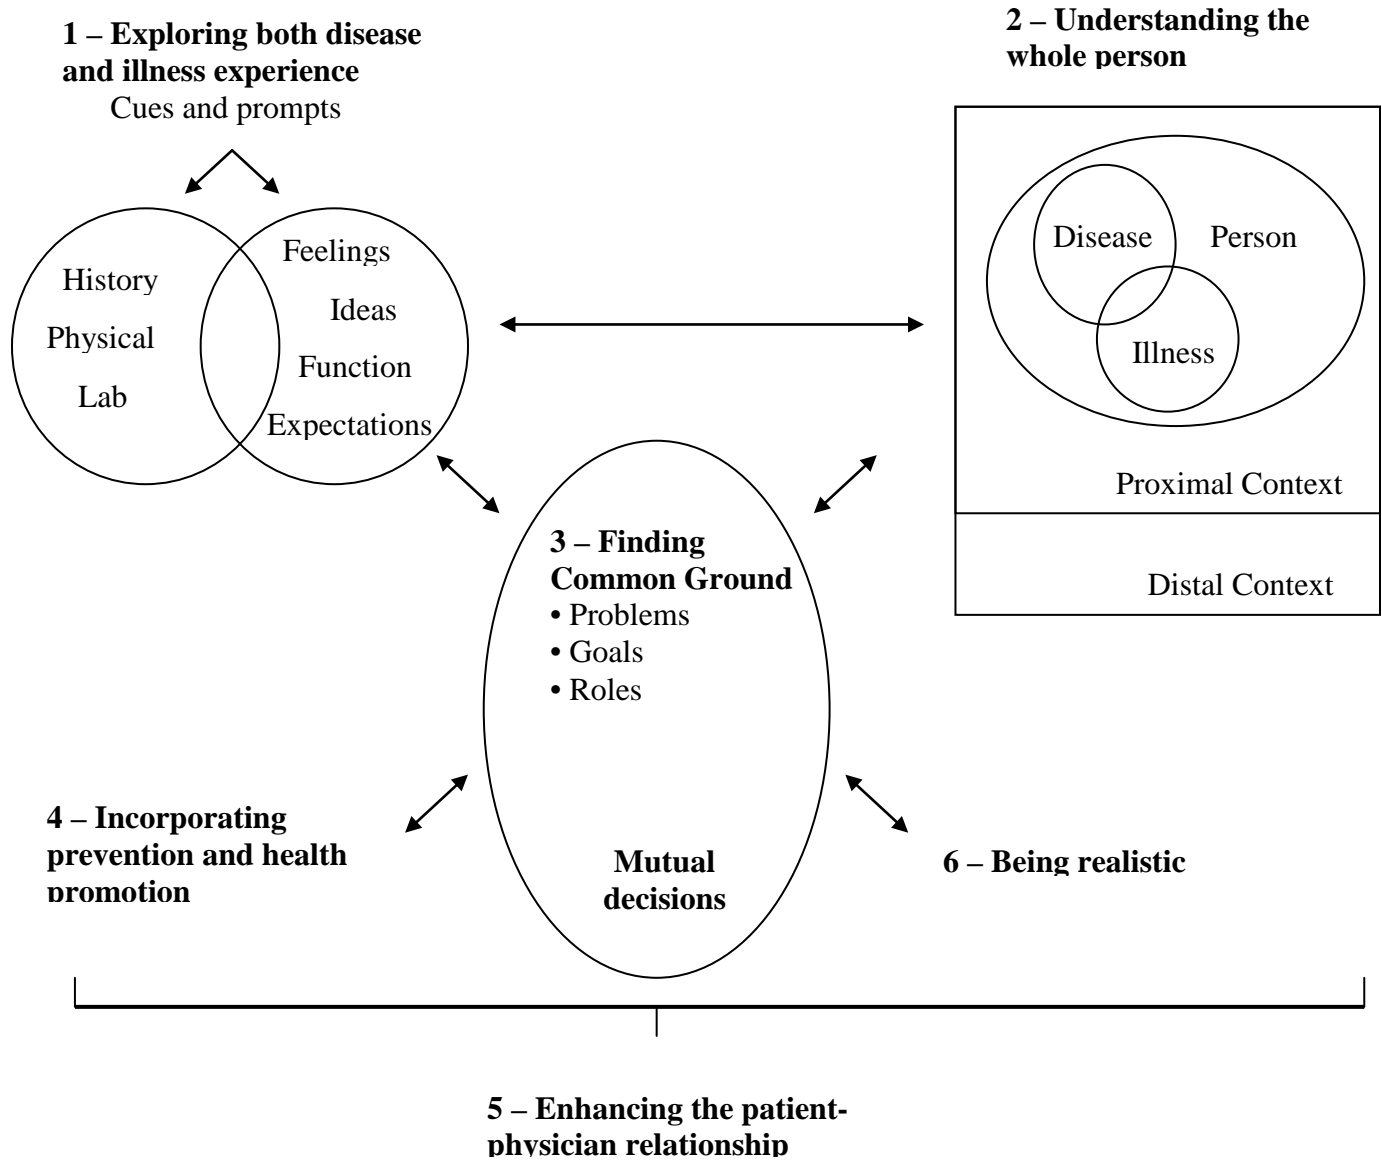 1 – Exploring both disease
and illness experience
Cues and prompts
History
Physical
Lab
Feelings
Ideas
Function
Expectations
2 – Understanding the
whole person
Disease
Person
Illness
Proximal Context
Distal Context
3 – Finding
Common Ground
• Problems
• Goals
• Roles
Mutual
decisions
4 – Incorporating
prevention and health
promotion
6 – Being realistic
5 – Enhancing the patient-
physician relationship